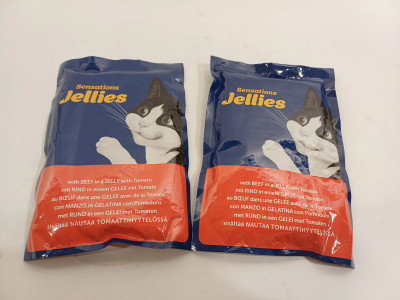 Sensations
Jellies
with BEEF in a JELLY with Tomato
mit RIND in einem GELEE mit Tomate
au BŒUF dans une GELÉE avec de la Tomate
con MANZO in GELATINA con Pomodoro
met RUND in een GELEI met Tomaten
sisältää NAUTAA TOMAATTIHYYTELÖSSÄ
Sensations
Jellies
with BEEF in a JELLY with Tomato
mit RIND in einem GELEE mit Tomate
au BŒUF dans une GELÉE avec de la Tomate
con MANZO in GELATINA con Pomodoro
met RUND in een GELEI met Tomaten
sisältää NAUTAA TOMAATTIHYYTELÖSSÄ